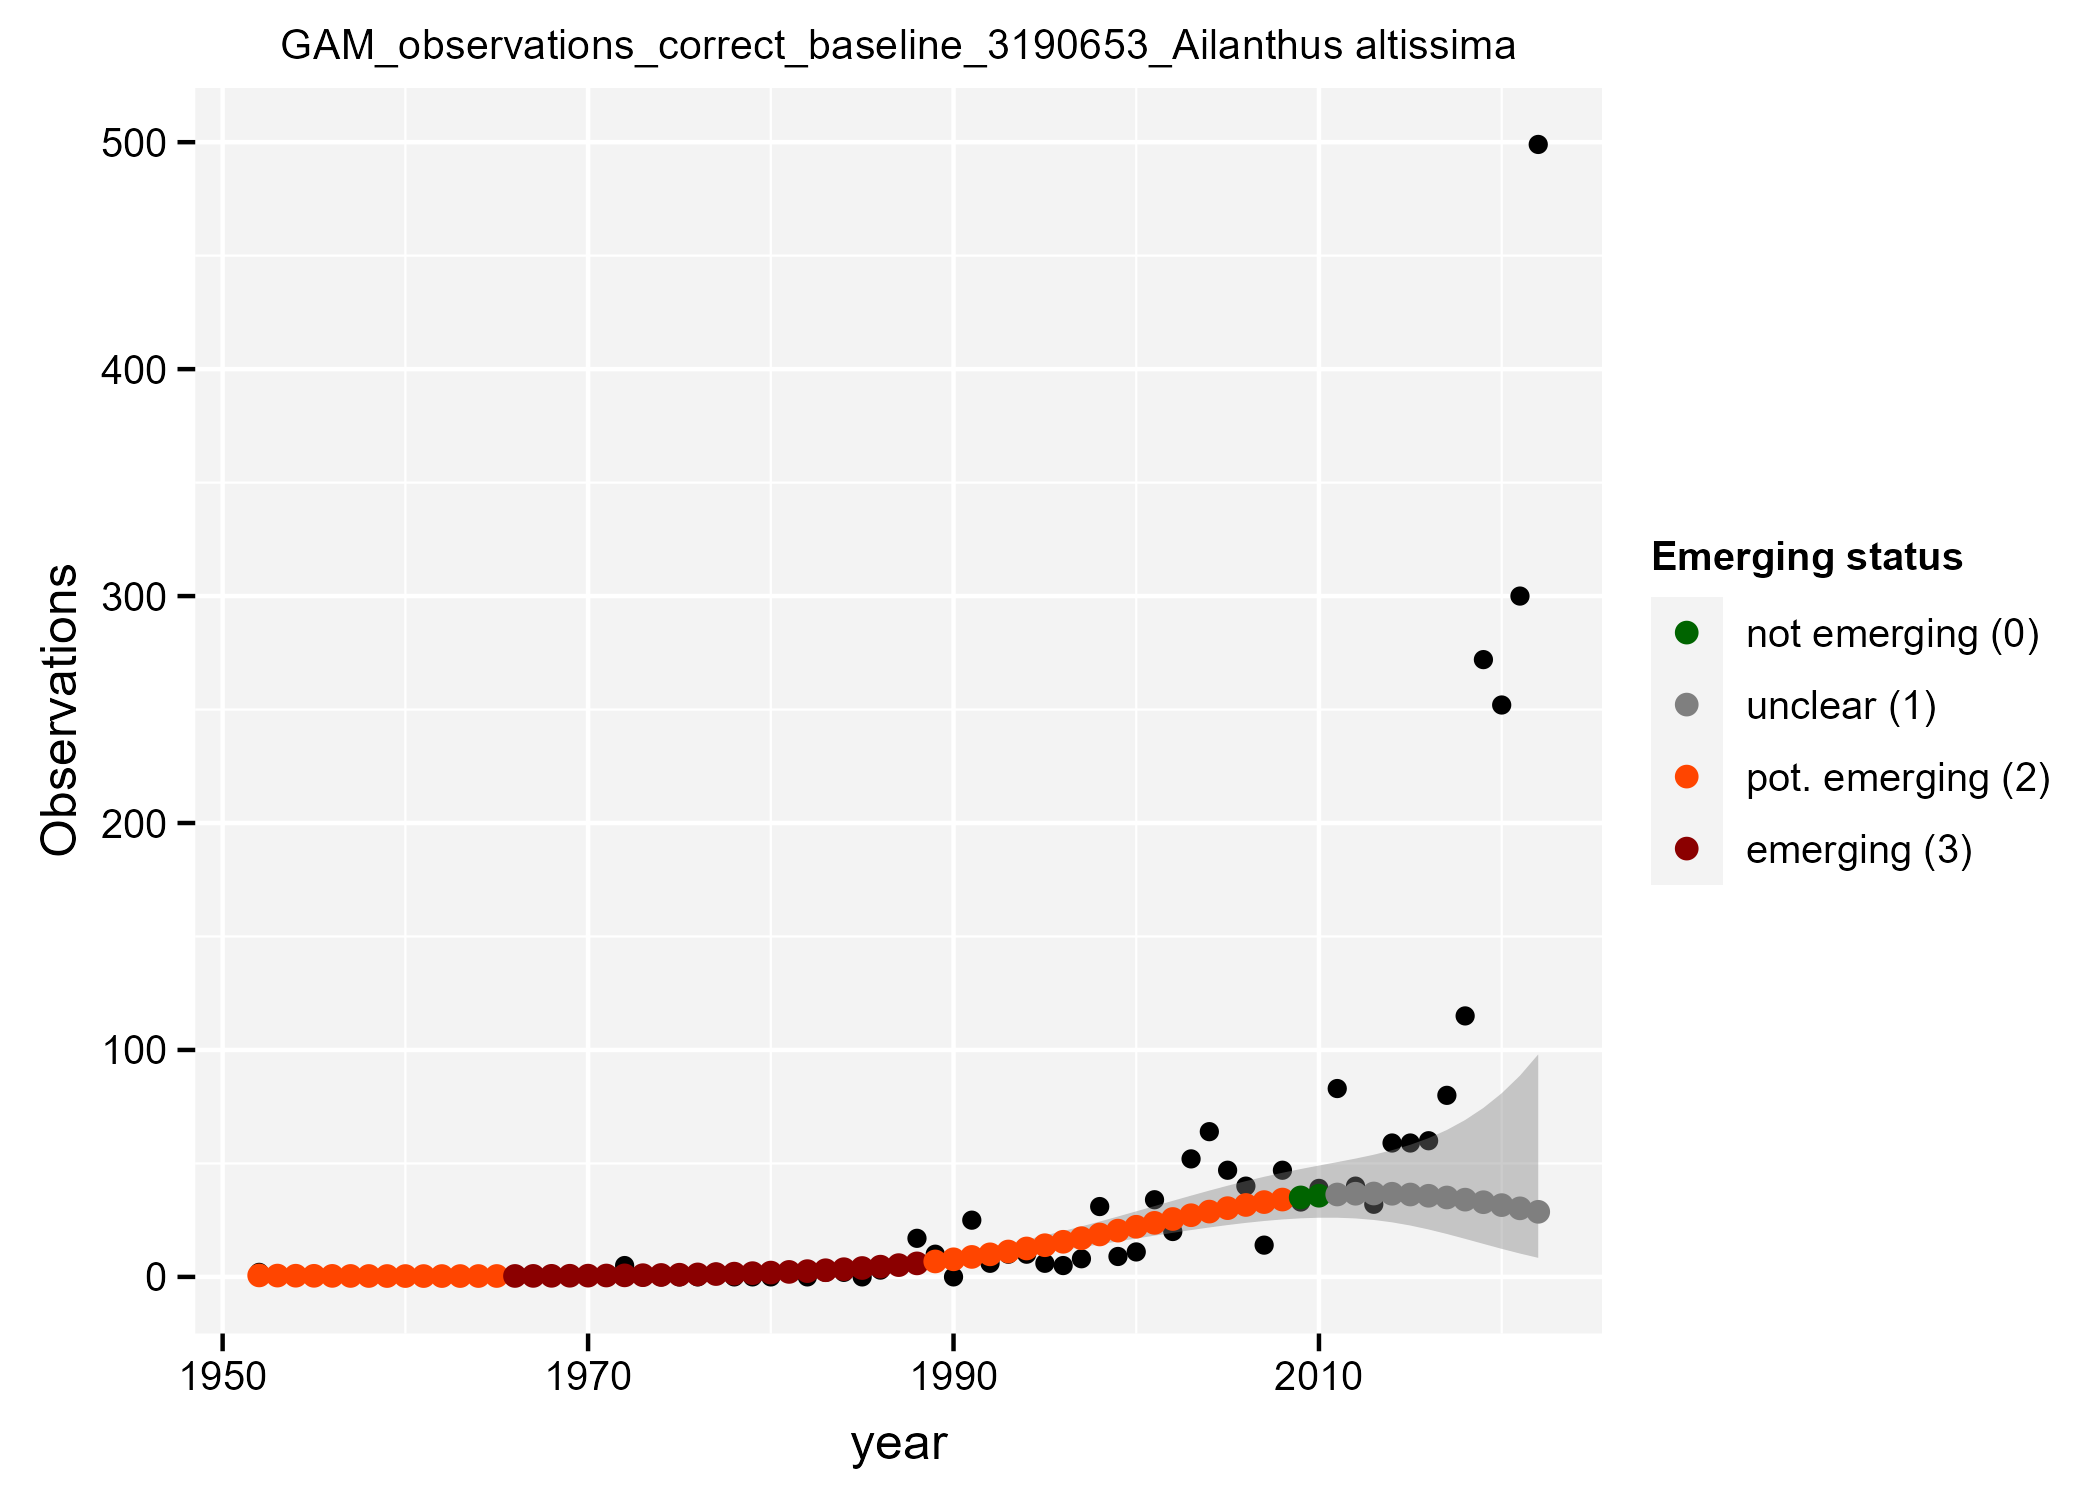 GAM_observations_correct_baseline_3190653_Ailanthus altissima
500
400
300
200
100
0
Observations
1950
1970
1990
2010
year
Emerging status
not emerging (0)
unclear (1)
pot. emerging (2)
emerging (3)